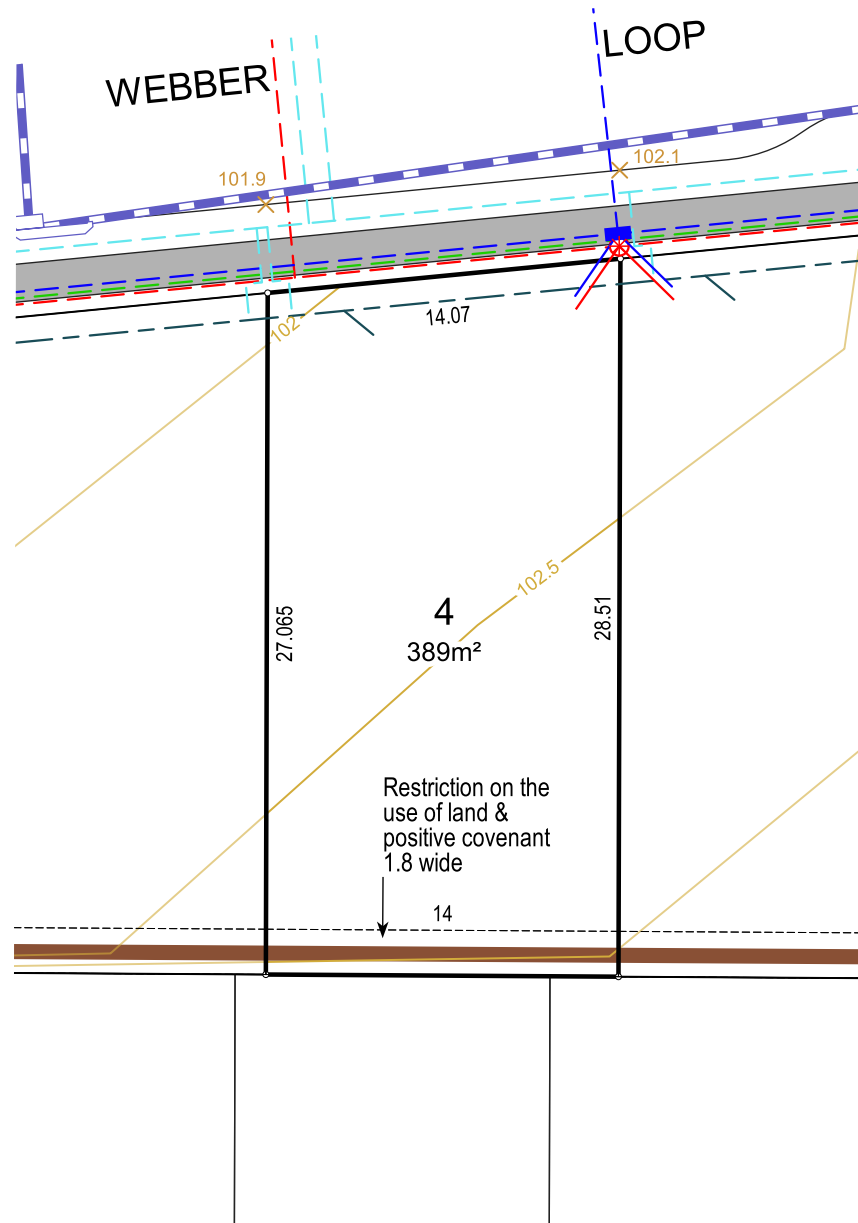 WEBBER LOOP
101.9
102.1
102
14.07
102.5
27.065
28.51
4
389m²
Restriction on the
use of land &
positive covenant
1.8 wide
14